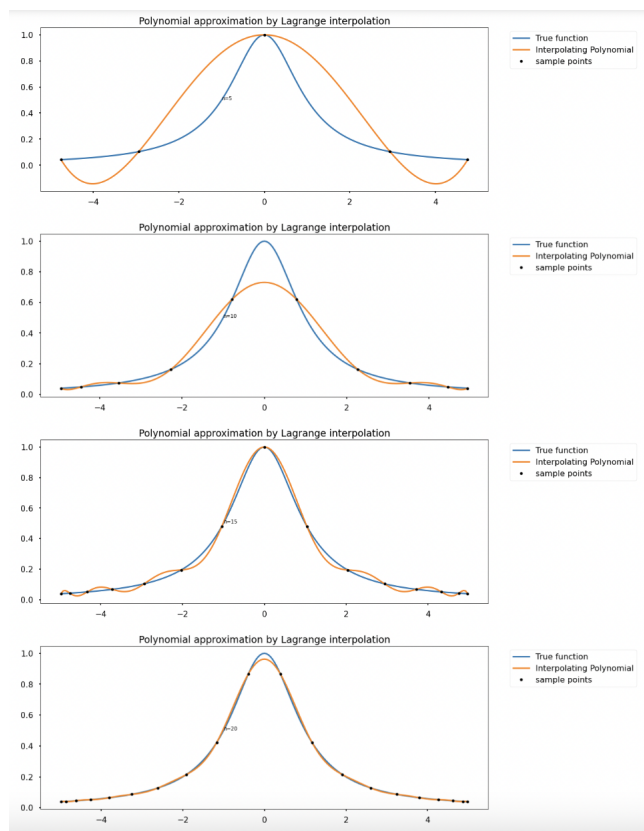 Polynomial approximation by Lagrange interpolation
1.0
0.8
0.6
0.4
0.2
0.0
n=5
−4
−2
0
2
4
True function
Interpolating Polynomial
sample points
Polynomial approximation by Lagrange interpolation
1.0
0.8
0.6
0.4
0.2
0.0
n=10
−4
−2
0
2
4
True function
Interpolating Polynomial
sample points
Polynomial approximation by Lagrange interpolation
1.0
0.8
0.6
0.4
0.2
0.0
n=15
−4
−2
0
2
4
True function
Interpolating Polynomial
sample points
Polynomial approximation by Lagrange interpolation
1.0
0.8
0.6
0.4
0.2
0.0
n=20
−4
−2
0
2
4
True function
Interpolating Polynomial
sample points